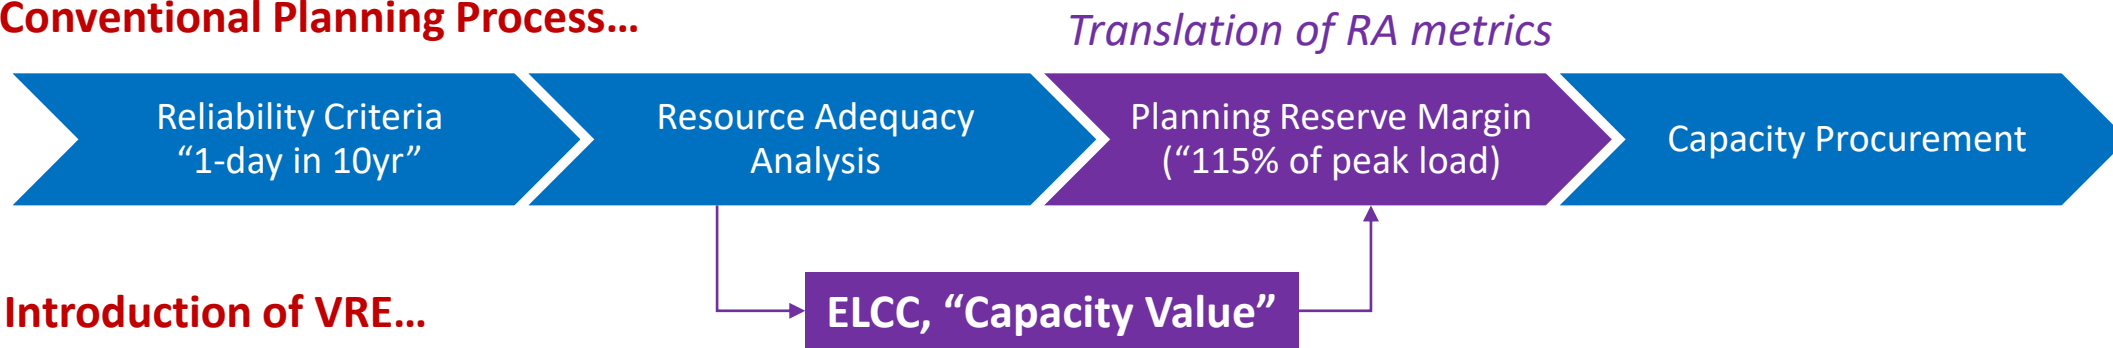 Conventional Planning Process...
Translation of RA metrics
Reliability Criteria
“1-day in 10yr”
Resource Adequacy
Analysis
Planning Reserve Margin
(“115% of peak load)
Capacity Procurement
Introduction of VRE...
ELCC, “Capacity Value”